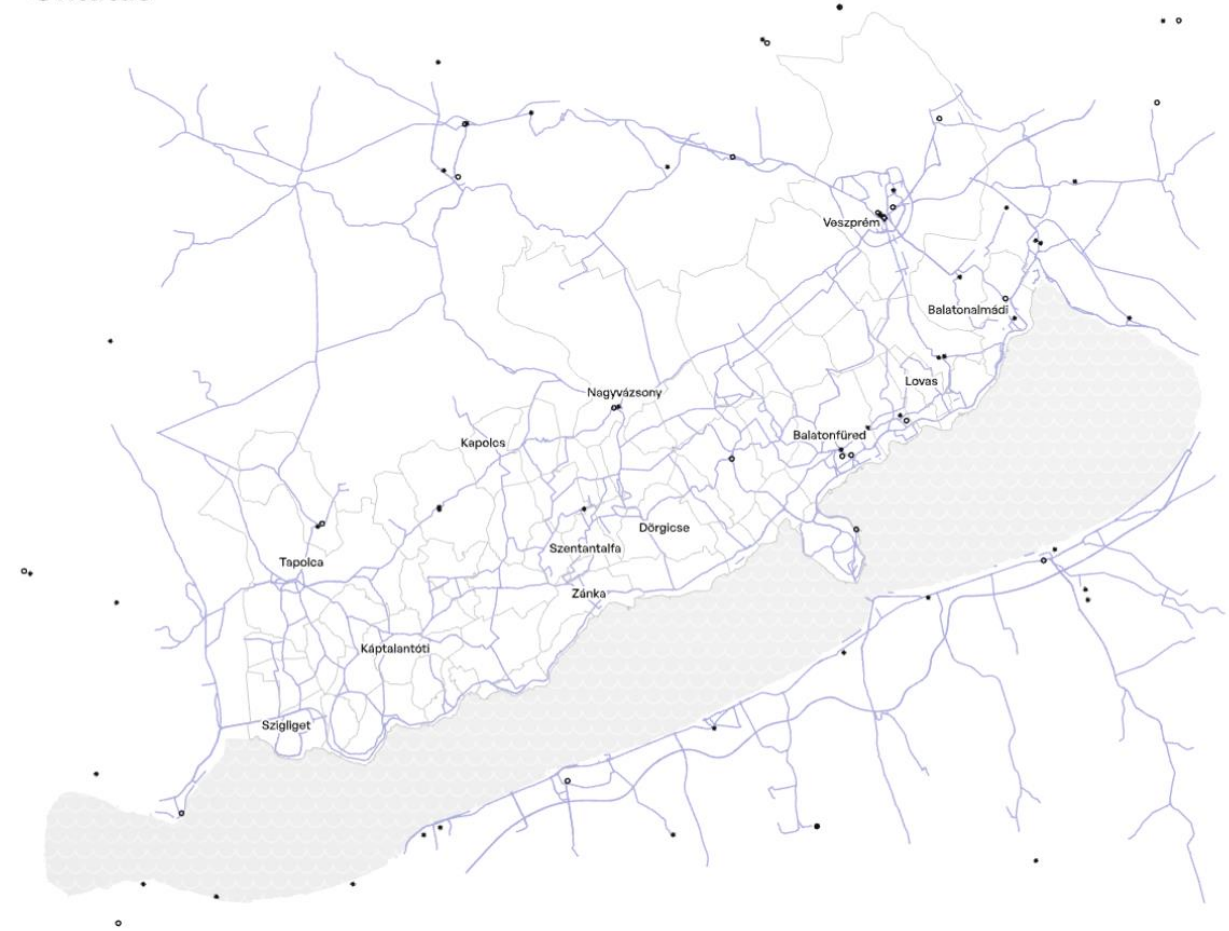 Veszprém
Balatonalmádi
Lovas
Nagyvázsony
Balatonfüred
Kapolcs
Dörgicse
Szentantalfa
Tapolca
Zánka
Káptalantóti
Szigliget